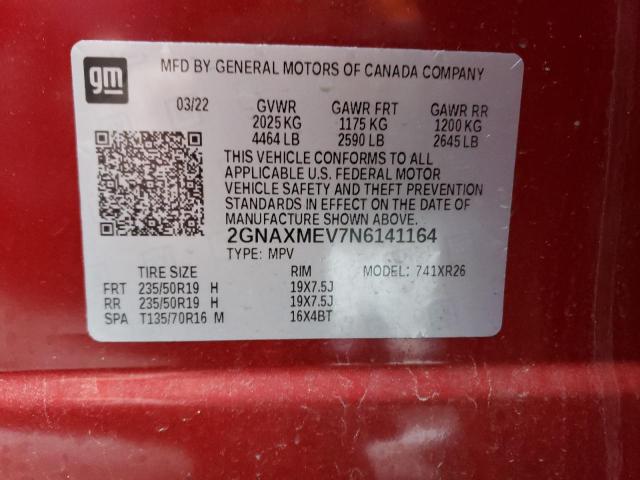 gm
MFD BY GENERAL MOTORS OF CANADA COMPANY
03/22 GVWR GAWR FRT GAWR RR
2025 KG 1175 KG 1200 KG
4464 LB 2590 LB 2645 LB
THIS VEHICLE CONFORMS TO ALL
APPLICABLE U.S. FEDERAL MOTOR
VEHICLE SAFETY AND THEFT PREVENTION
STANDARDS IN EFFECT ON THE DATE OF
MANUFACTURE SHOWN ABOVE.
2GNAXMEV7N6141164
TYPE: MPV
TIRE SIZE RIM MODEL: 741XR26
FRT 235/50R19 H 19X7.5J
RR 235/50R19 H 19X7.5J
SPA T135/70R16 M 16X4BT